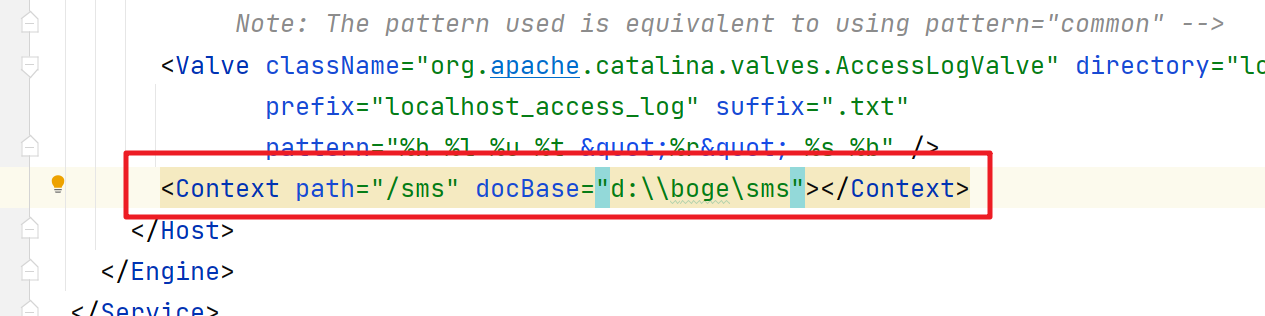 Note: The pattern used is equivalent to using pattern="common" -->
<Valve className="org.apache.catalina.valves.AccessLogValve" directory="lo
prefix="localhost_access_log" suffix=".txt"
pattern="%h %l %u %t &quot;%r&quot; %s %b" />
<Context path="/sms" docBase="d:\\boge\sms"></Context>
</Host>
</Engine>
</Service>